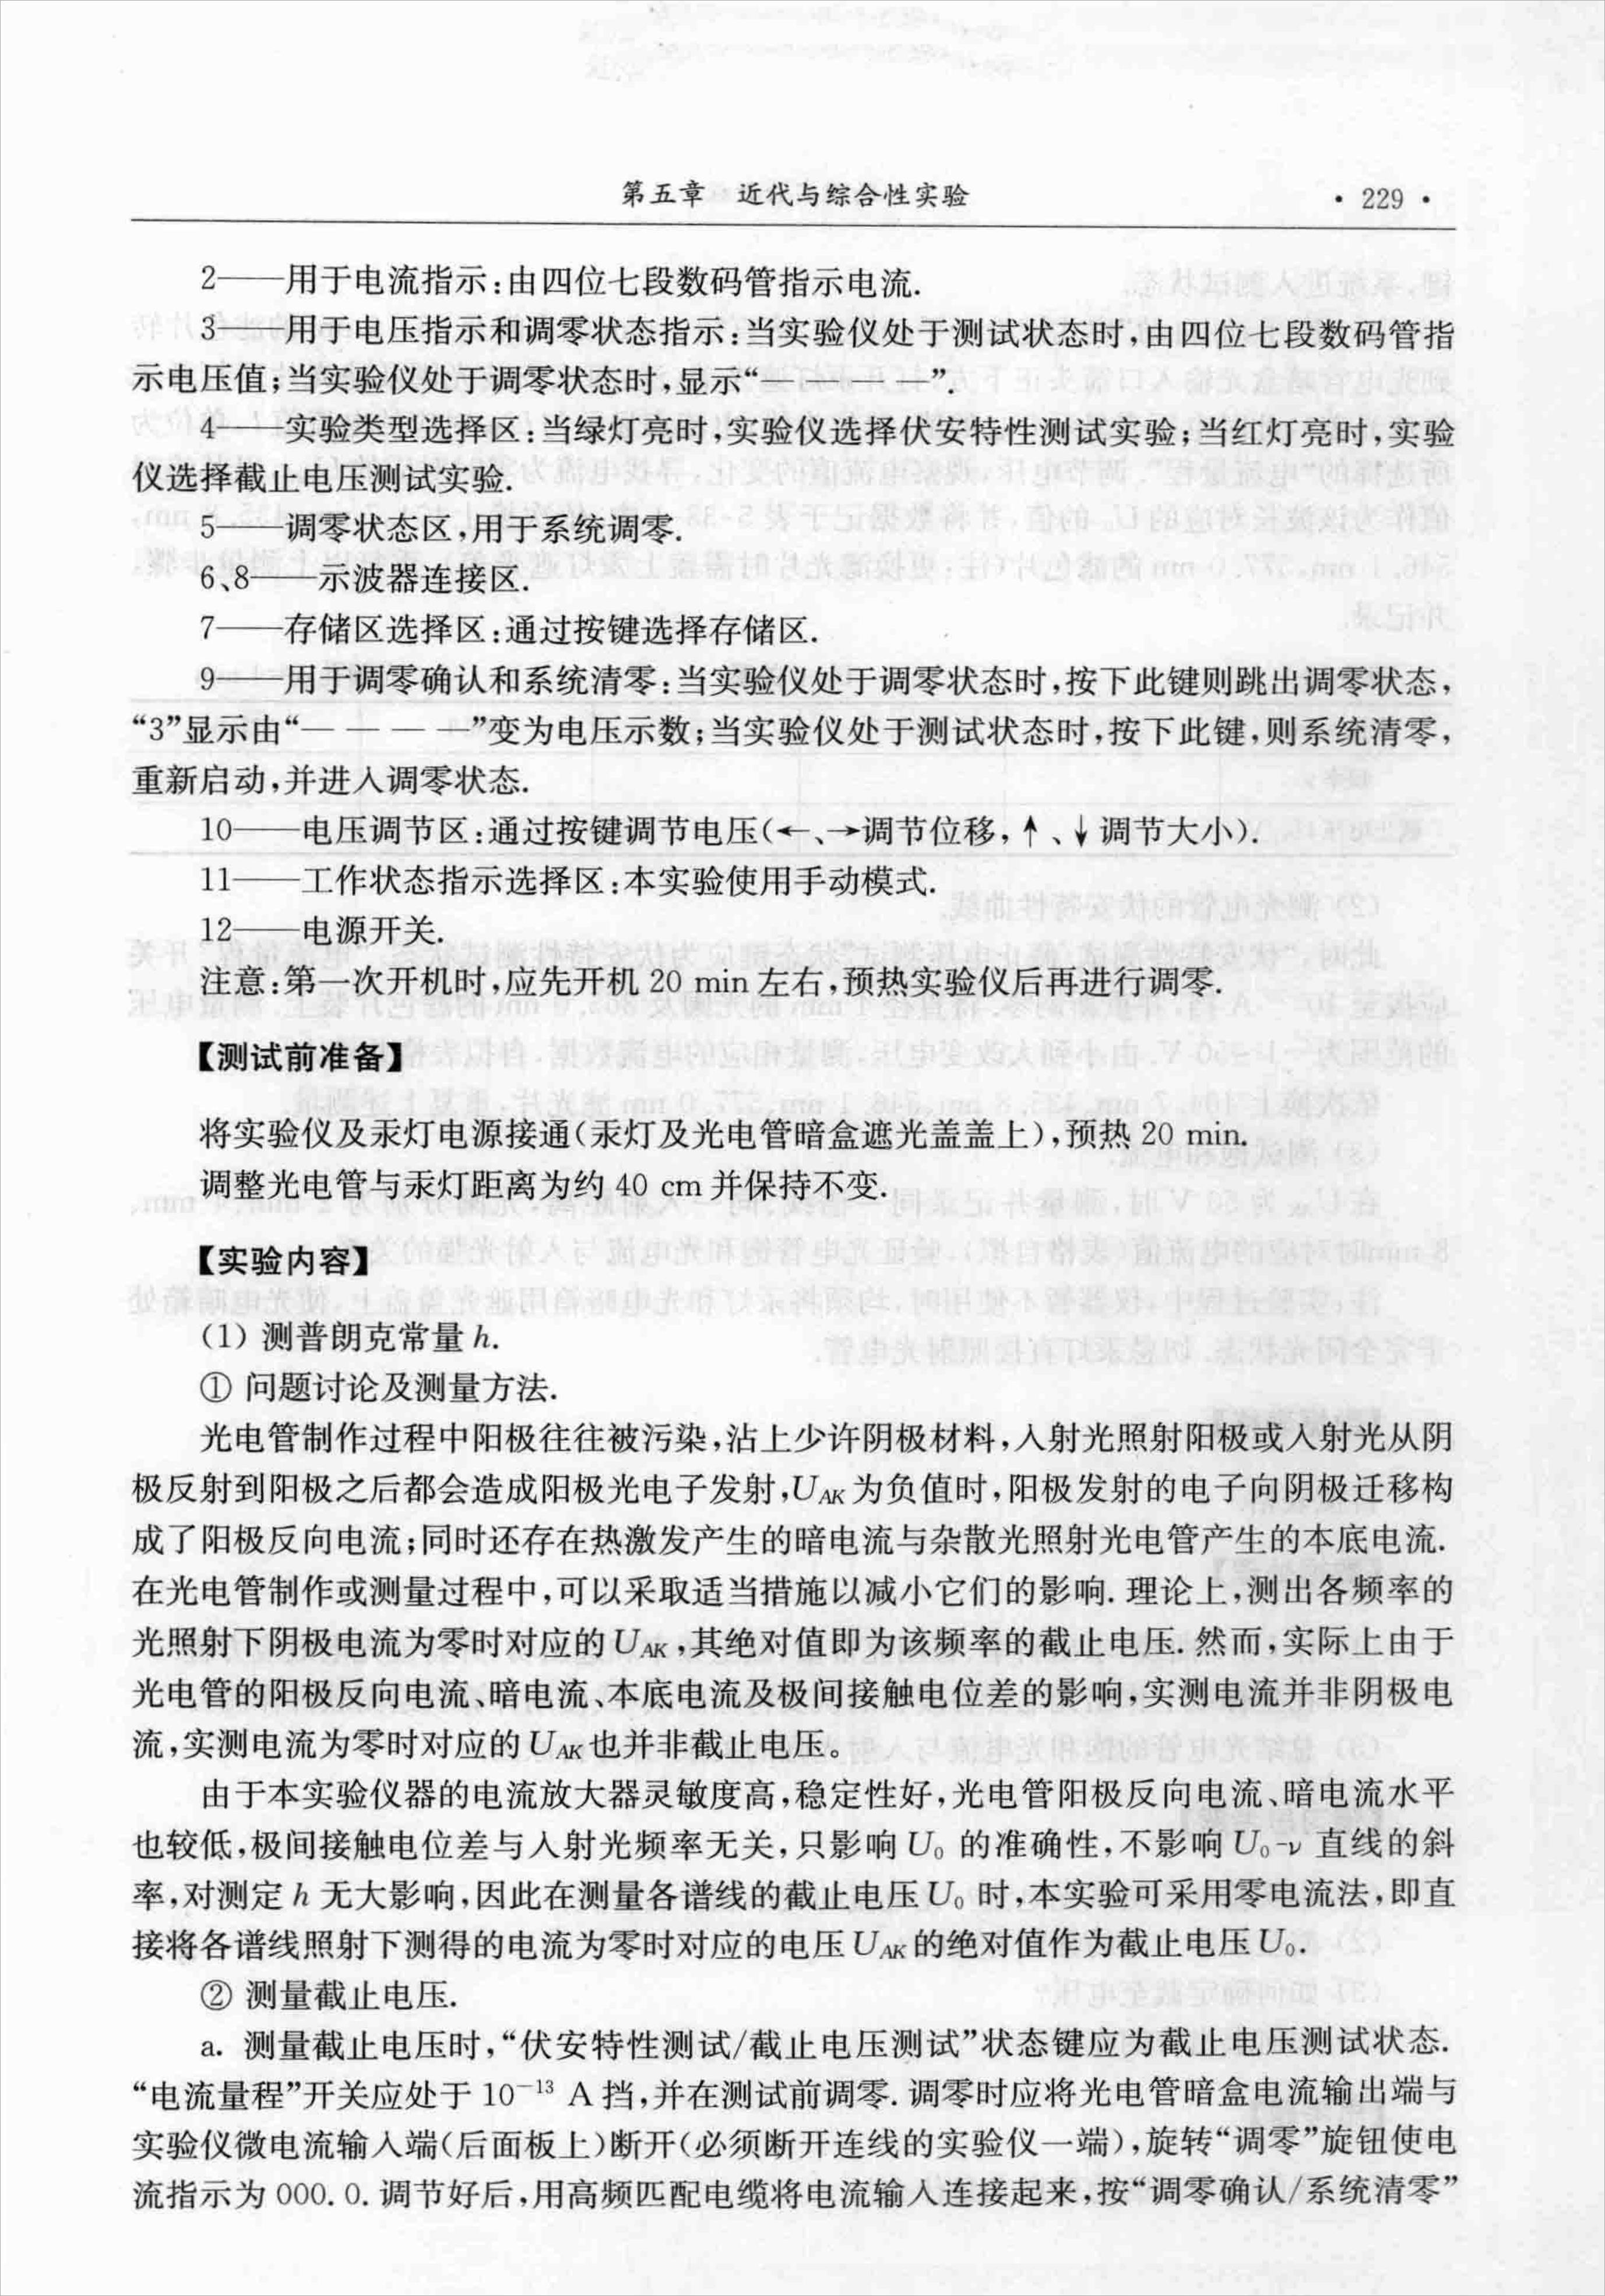 第五章 近代与综合性实验 · 229 ·
2——用于电流指示:由四位七段数码管指示电流.
3——用于电压指示和调零状态指示:当实验仪处于测试状态时,由四位七段数码管指
示电压值;当实验仪处于调零状态时,显示“— — — —”.
4——实验类型选择区:当绿灯亮时,实验仪选择伏安特性测试实验;当红灯亮时,实验
仪选择截止电压测试实验.
5——调零状态区,用于系统调零.
6、8——示波器连接区.
7——存储区选择区:通过按键选择存储区.
9——用于调零确认和系统清零:当实验仪处于调零状态时,按下此键则跳出调零状态,
“3”显示由“— — — —”变为电压示数;当实验仪处于测试状态时,按下此键,则系统清零,
重新启动,并进入调零状态.
10——电压调节区:通过按键调节电压(←、→调节位移,↑、↓调节大小).
11——工作状态指示选择区:本实验使用手动模式.
12——电源开关.
注意:第一次开机时,应先开机 20 min 左右,预热实验仪后再进行调零.
【测试前准备】
将实验仪及汞灯电源接通(汞灯及光电管暗盒遮光盖盖上),预热 20 min.
调整光电管与汞灯距离为约 40 cm 并保持不变.
【实验内容】
(1) 测普朗克常量 h.
① 问题讨论及测量方法.
光电管制作过程中阳极往往被污染,沾上少许阴极材料,入射光照射阳极或入射光从阴
极反射到阳极之后都会造成阳极光电子发射,U_AK为负值时,阳极发射的电子向阴极迁移构
成了阳极反向电流;同时还存在热激发产生的暗电流与杂散光照射光电管产生的本底电流.
在光电管制作或测量过程中,可以采取适当措施以减小它们的影响. 理论上,测出各频率的
光照射下阴极电流为零时对应的U_AK,其绝对值即为该频率的截止电压. 然而,实际上由于
光电管的阳极反向电流、暗电流、本底电流及极间接触电位差的影响,实测电流并非阴极电
流,实测电流为零时对应的U_AK也并非截止电压。
由于本实验仪器的电流放大器灵敏度高,稳定性好,光电管阳极反向电流、暗电流水平
也较低,极间接触电位差与入射光频率无关,只影响 U₀ 的准确性,不影响 U₀-ν 直线的斜
率,对测定 h 无大影响,因此在测量各谱线的截止电压 U₀ 时,本实验可采用零电流法,即直
接将各谱线照射下测得的电流为零时对应的电压U_AK的绝对值作为截止电压U₀.
② 测量截止电压.
a. 测量截止电压时,“伏安特性测试/截止电压测试”状态键应为截止电压测试状态.
“电流量程”开关应处于 10⁻¹³ A 挡,并在测试前调零. 调零时应将光电管暗盒电流输出端与
实验仪微电流输入端(后面板上)断开(必须断开连线的实验仪一端),旋转“调零”旋钮使电
流指示为 000. 0. 调节好后,用高频匹配电缆将电流输入连接起来,按“调零确认/系统清零”